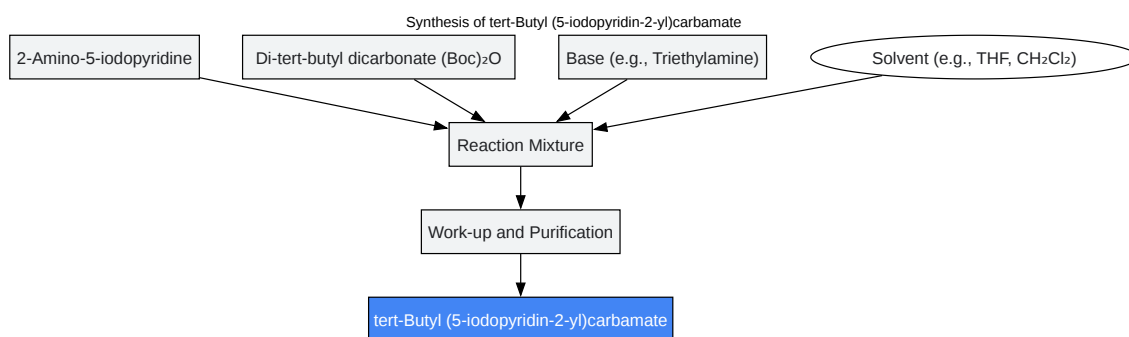 Synthesis of tert-Butyl (5-iodopyridin-2-yl)carbamate
2-Amino-5-iodopyridine
Di-tert-butyl dicarbonate (Boc)₂O
Base (e.g., Triethylamine)
Solvent (e.g., THF, CH₂Cl₂)
Reaction Mixture
Work-up and Purification
tert-Butyl (5-iodopyridin-2-yl)carbamate